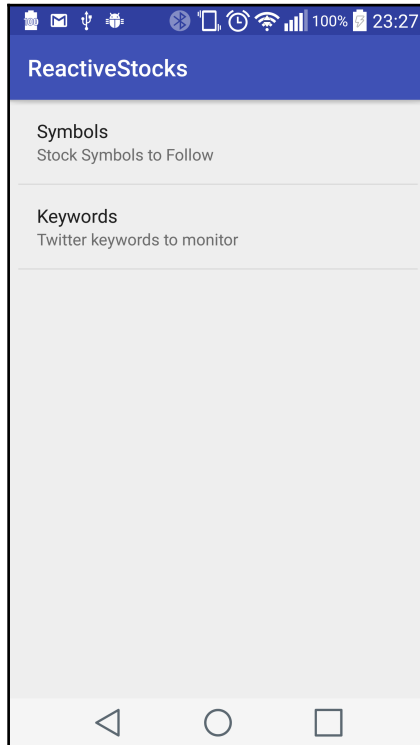 100% 23:27
ReactiveStocks
Symbols
Stock Symbols to Follow
Keywords
Twitter keywords to monitor